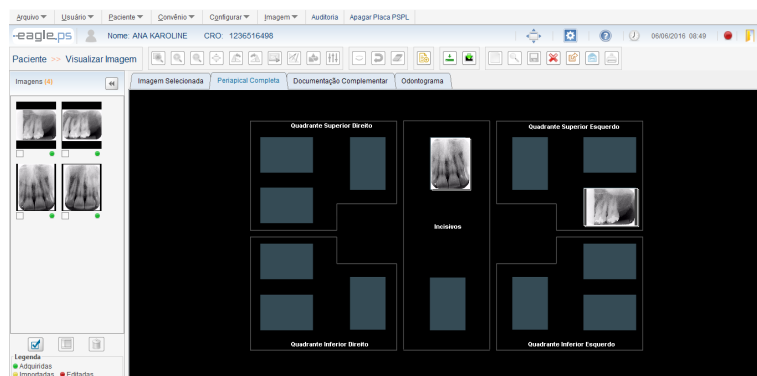 Arquivo Usuário Paciente Convênio Configurar Imagem Auditoria Apagar Placa PSPL
eagle.ps Nome: ANA KAROLINE CRO: 1236516498 06/06/2016 08:49
Paciente >> Visualizar Imagem
Imagens (4) Imagem Selecionada Periapical Completa Documentação Complementar Odontograma
Quadrante Superior Direito Quadrante Superior Esquerdo
Incisivos
Quadrante Inferior Direito Quadrante Inferior Esquerdo
Legenda
Adquiridas
Importadas Editadas